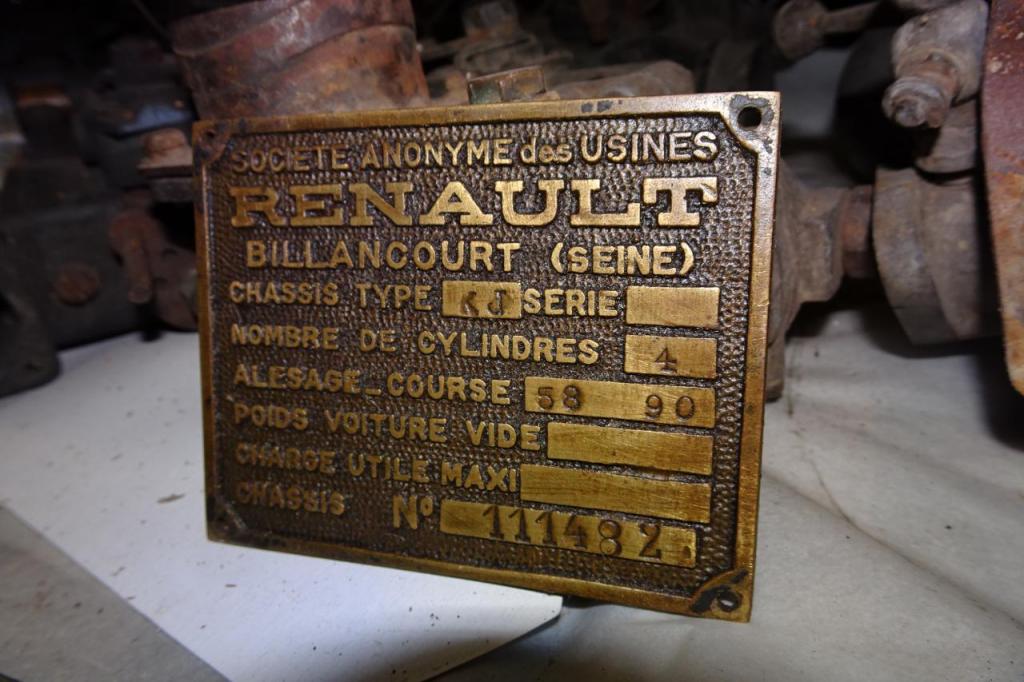 SOCIETE ANONYME des USINES
RENAULT
BILLANCOURT (SEINE)
CHASSIS TYPE KJ SERIE
NOMBRE DE CYLINDRES 4
ALESAGE_COURSE 58 90
POIDS VOITURE VIDE
CHARGE UTILE MAXI
CHASSIS Nº 111482